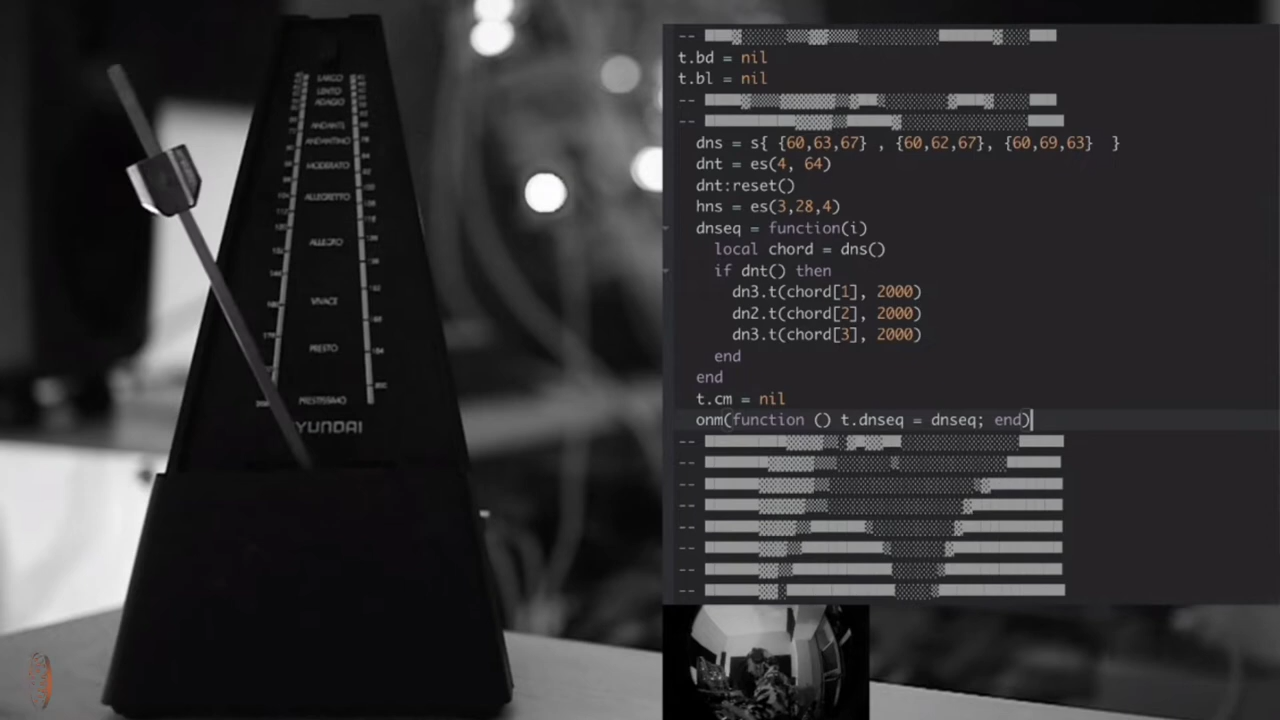 LARGO
LENTO
ADAGIO
ANDANTE
ANDANTINO
MODERATO
ALLEGRETTO
ALLEGRO
VIVACE
PRESTO
PRESTISSIMO
YUNDAI
t.bd = nil
t.bl = nil
dns = s{ {60,63,67} , {60,62,67}, {60,69,63}  }
dnt = es(4, 64)
dnt:reset()
hns = es(3,28,4)
dnseq = function(i)
local chord = dns()
if dnt() then
dn3.t(chord[1], 2000)
dn2.t(chord[2], 2000)
dn3.t(chord[3], 2000)
end
end
t.cm = nil
onm(function () t.dnseq = dnseq; end)